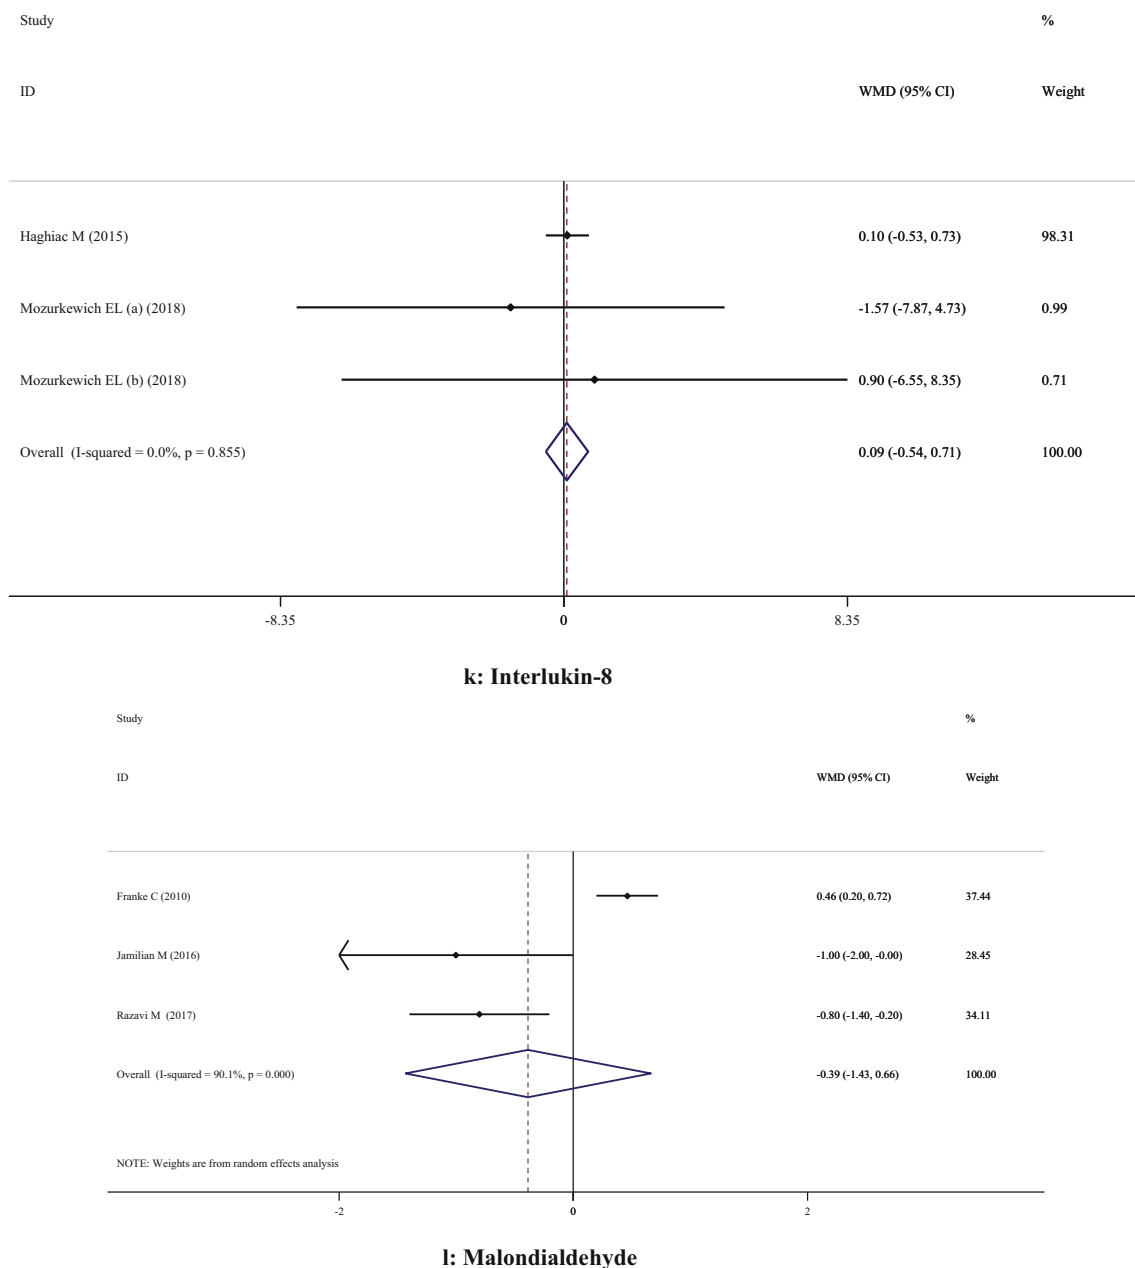 Study %
ID WMD (95% CI) Weight
Haghiac M (2015) 0.10 (-0.53, 0.73) 98.31
Mozurkewich EL (a) (2018) -1.57 (-7.87, 4.73) 0.99
Mozurkewich EL (b) (2018) 0.90 (-6.55, 8.35) 0.71
Overall (I-squared = 0.0%, p = 0.855) 0.09 (-0.54, 0.71) 100.00
-8.35 0 8.35
k: Interlukin-8
Study %
ID WMD (95% CI) Weight
Franke C (2010) 0.46 (0.20, 0.72) 37.44
Jamilian M (2016) -1.00 (-2.00, -0.00) 28.45
Razavi M (2017) -0.80 (-1.40, -0.20) 34.11
Overall (I-squared = 90.1%, p = 0.000) -0.39 (-1.43, 0.66) 100.00
NOTE: Weights are from random effects analysis
-2 0 2
l: Malondialdehyde